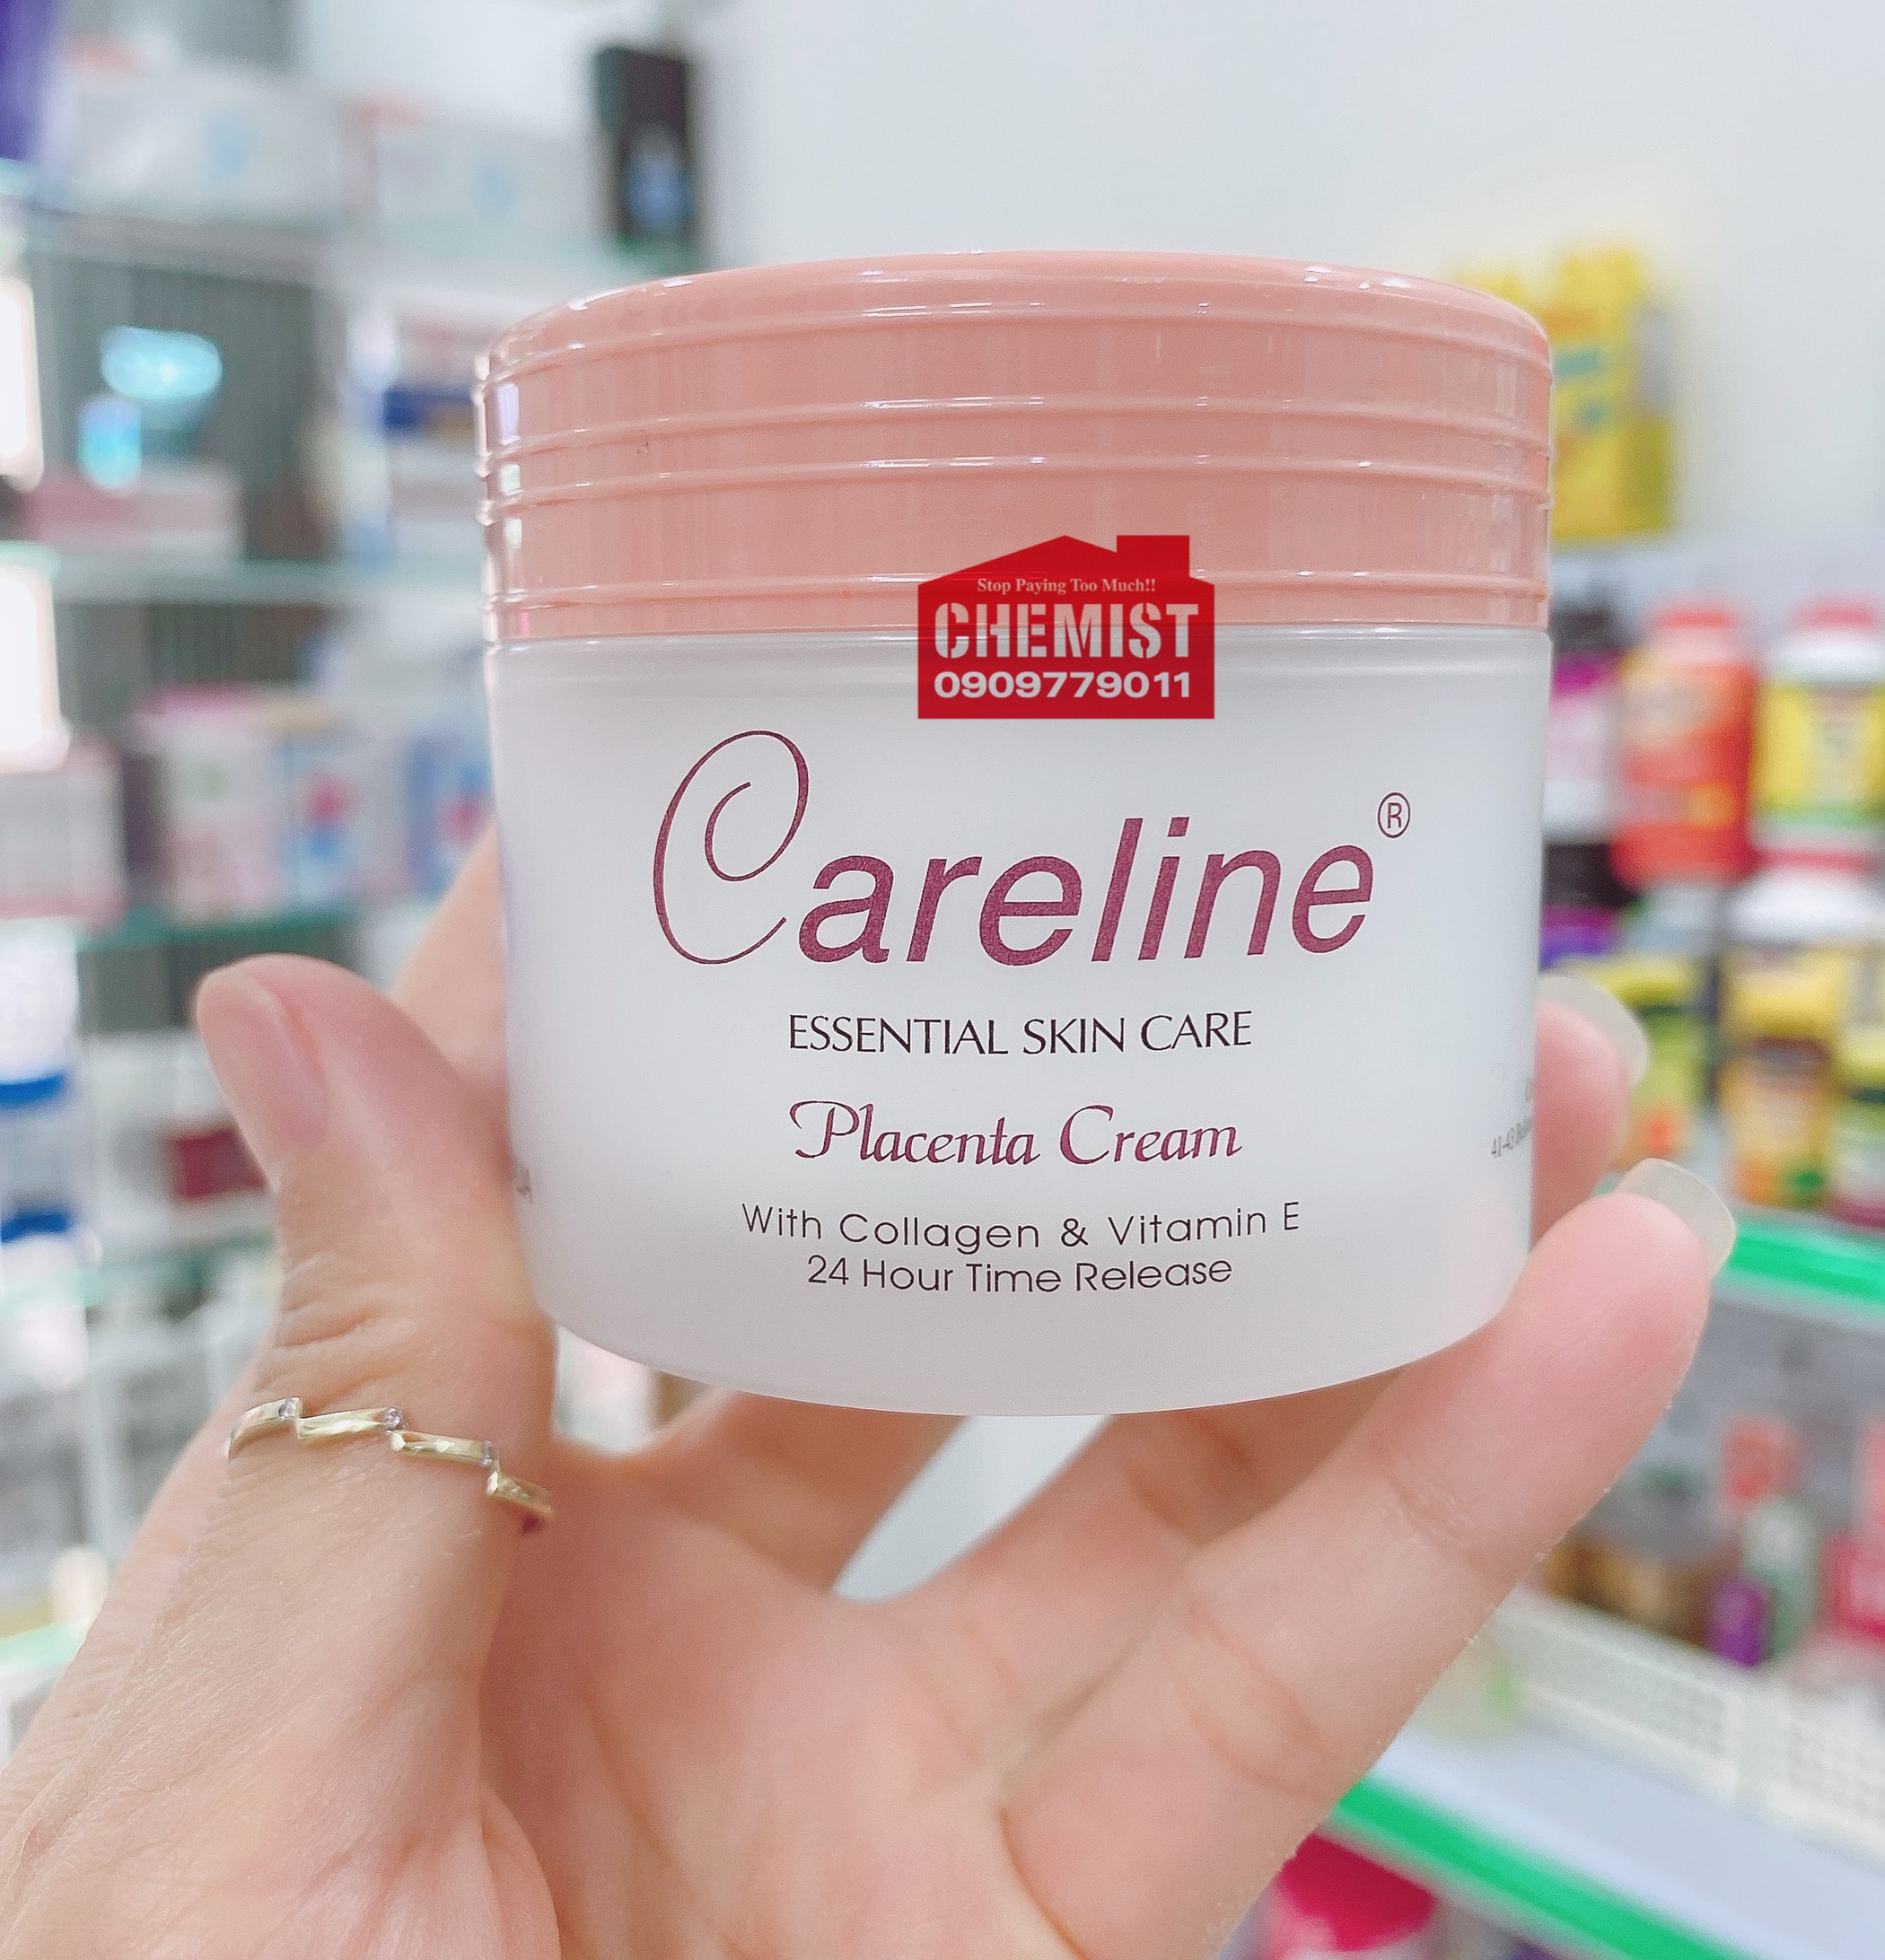 Stop Paying Too Much!!
CHEMIST
0909779011
Careline®
ESSENTIAL SKIN CARE
Placenta Cream
With Collagen & Vitamin E
24 Hour Time Release